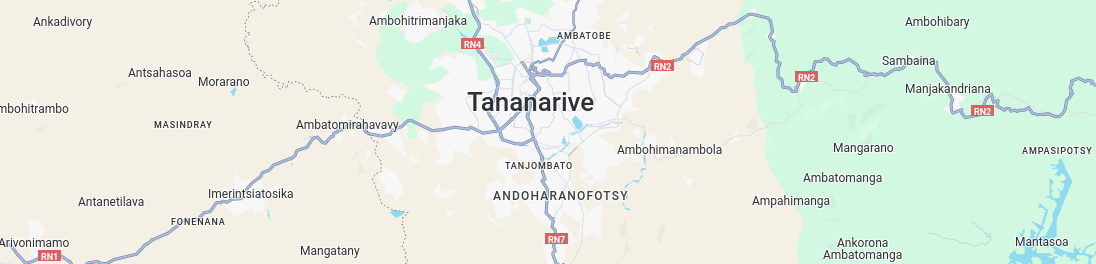 Ankadivory
Ambohitrimanjaka
Ambohibary
AMBATOBE
RN4
Sambaina
RN2
Antsahasoa
RN2
Morarano
Manjakandriana
Tananarive
mbohitrambo
RN2
MASINDRAY
Ambatomirahavavy
Ambohimanambola
Mangarano
AMPASIPOTSY
TANJOMBATO
Ambatomanga
Imerintsiatosika
ANDOHARANOFOTSY
Antanetilava
Ampahimanga
FONENANA
RN7
Arivonimamo
Ankorona
Mantasoa
Mangatany
Ambatomanga
RN1